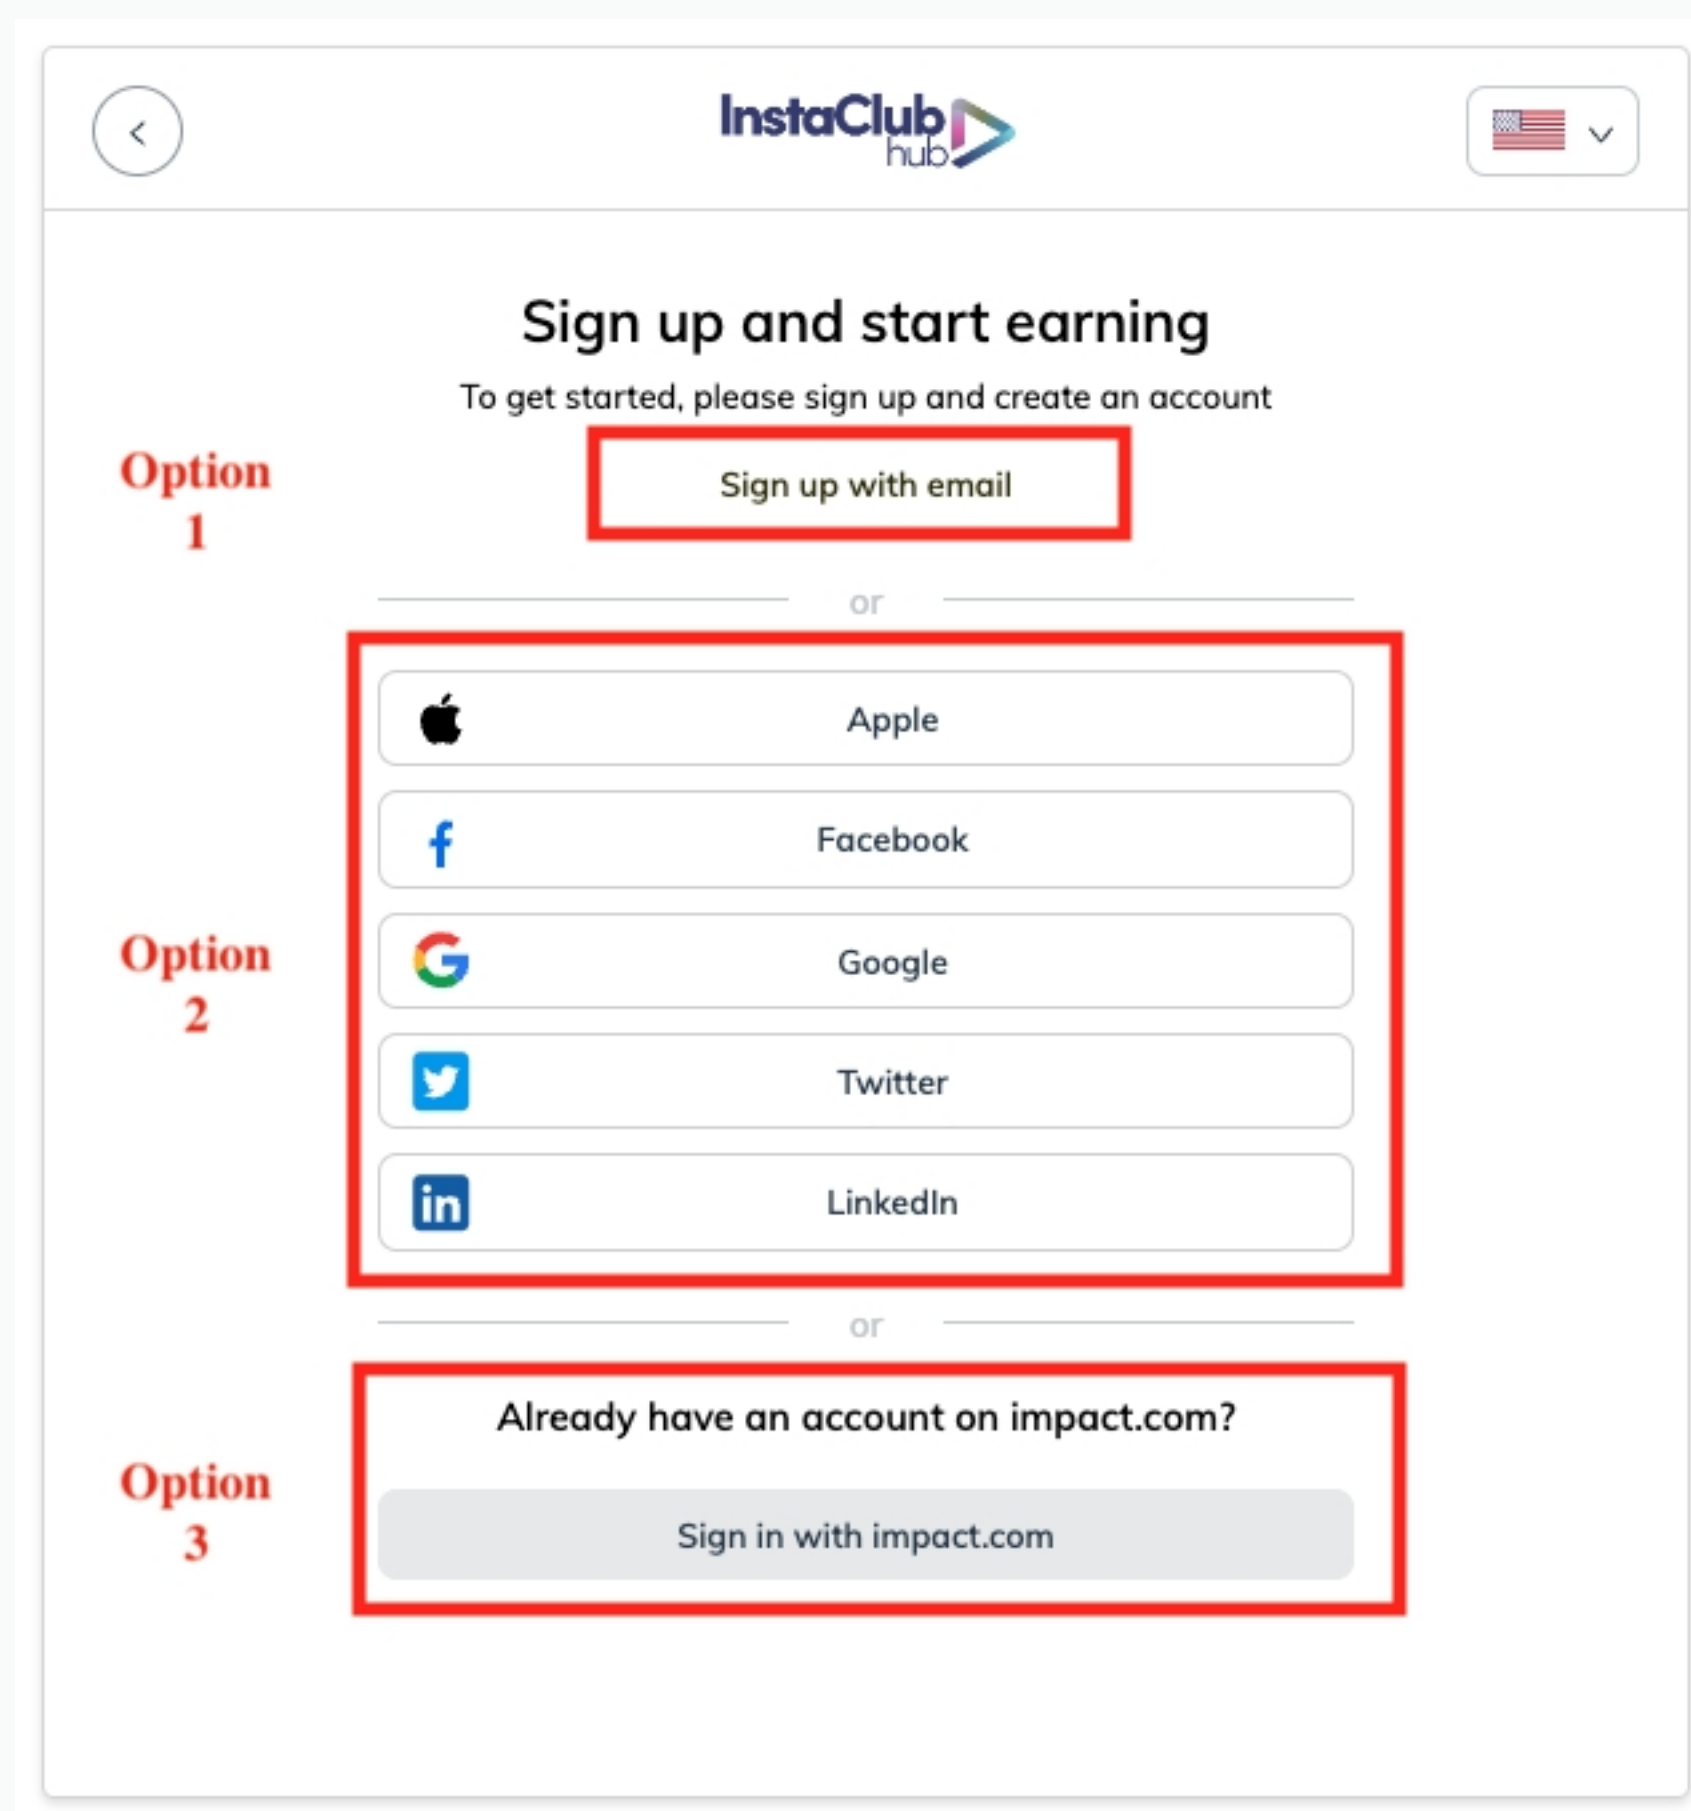 InstaClub
hub
Sign up and start earning
To get started, please sign up and create an account
Option
1
Sign up with email
or
Option
2
Apple
Facebook
Google
Twitter
in
LinkedIn
or
Option
3
Already have an account on impact.com?
Sign in with impact.com